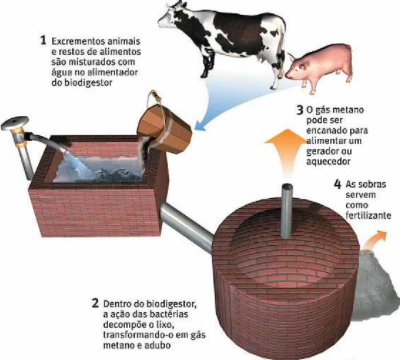 1 Excrementos animais
e restos de alimentos
são misturados com
água no alimentador
do biodigestor
3 O gás metano
pode ser
encanado para
alimentar um
gerador ou
aquecedor
4 As sobras
servem
como
fertilizante
2 Dentro do biodigestor,
a ação das bactérias
decompõe o lixo,
transformando-o em gás
metano e adubo